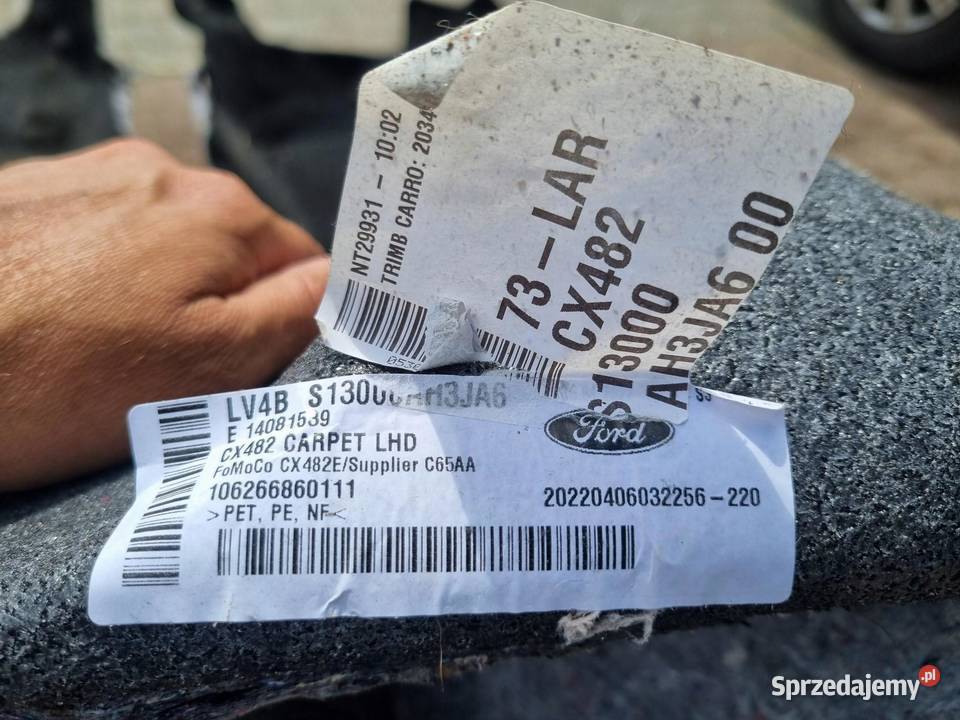 NT29931 - 10:02
TRIMB CARRO: 2034
73-LAR
CX482
S13000
AH3JA6 00
LV4B S13000AH3JA6
E 14081539
CX482 CARPET LHD
FoMoCo CX482E/Supplier C65AA
106266860111
20220406032256-220
>PET, PE, NF<
Ford
Sprzedajemy.pl